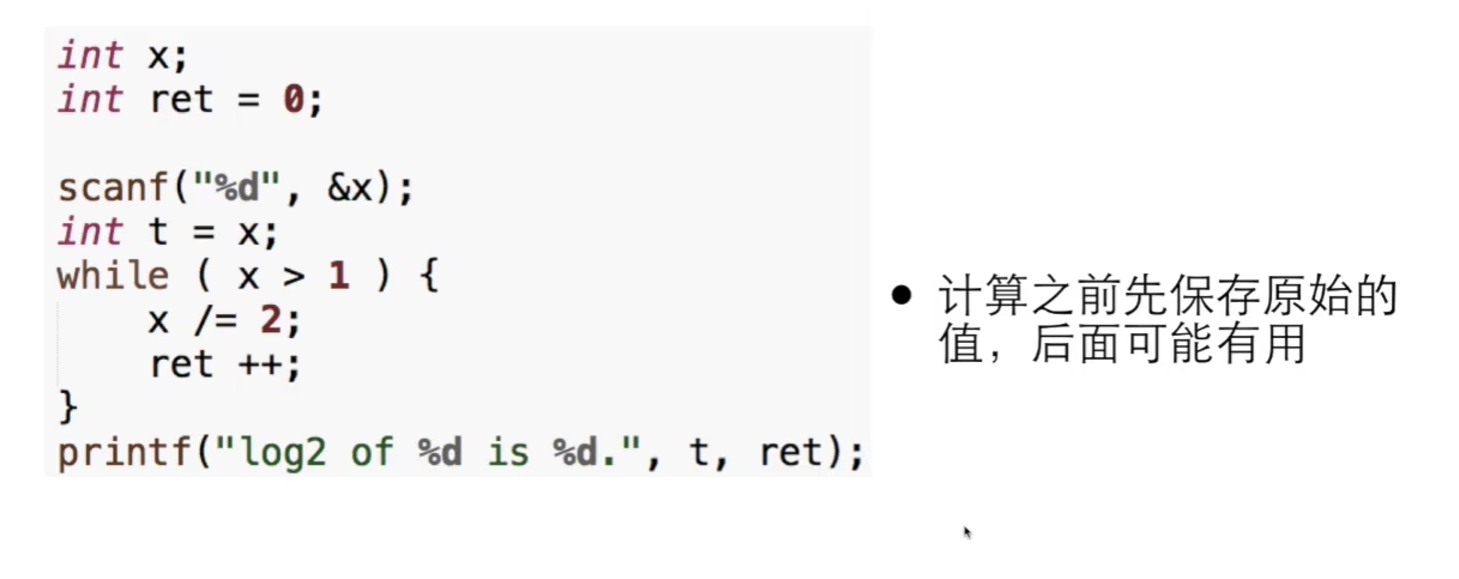 int x;
int ret = 0;
scanf("%d", &x);
int t = x;
while ( x > 1 ) {
    x /= 2;
    ret ++;
}
printf("log2 of %d is %d.", t, ret);
● 计算之前先保存原始的
值，后面可能有用